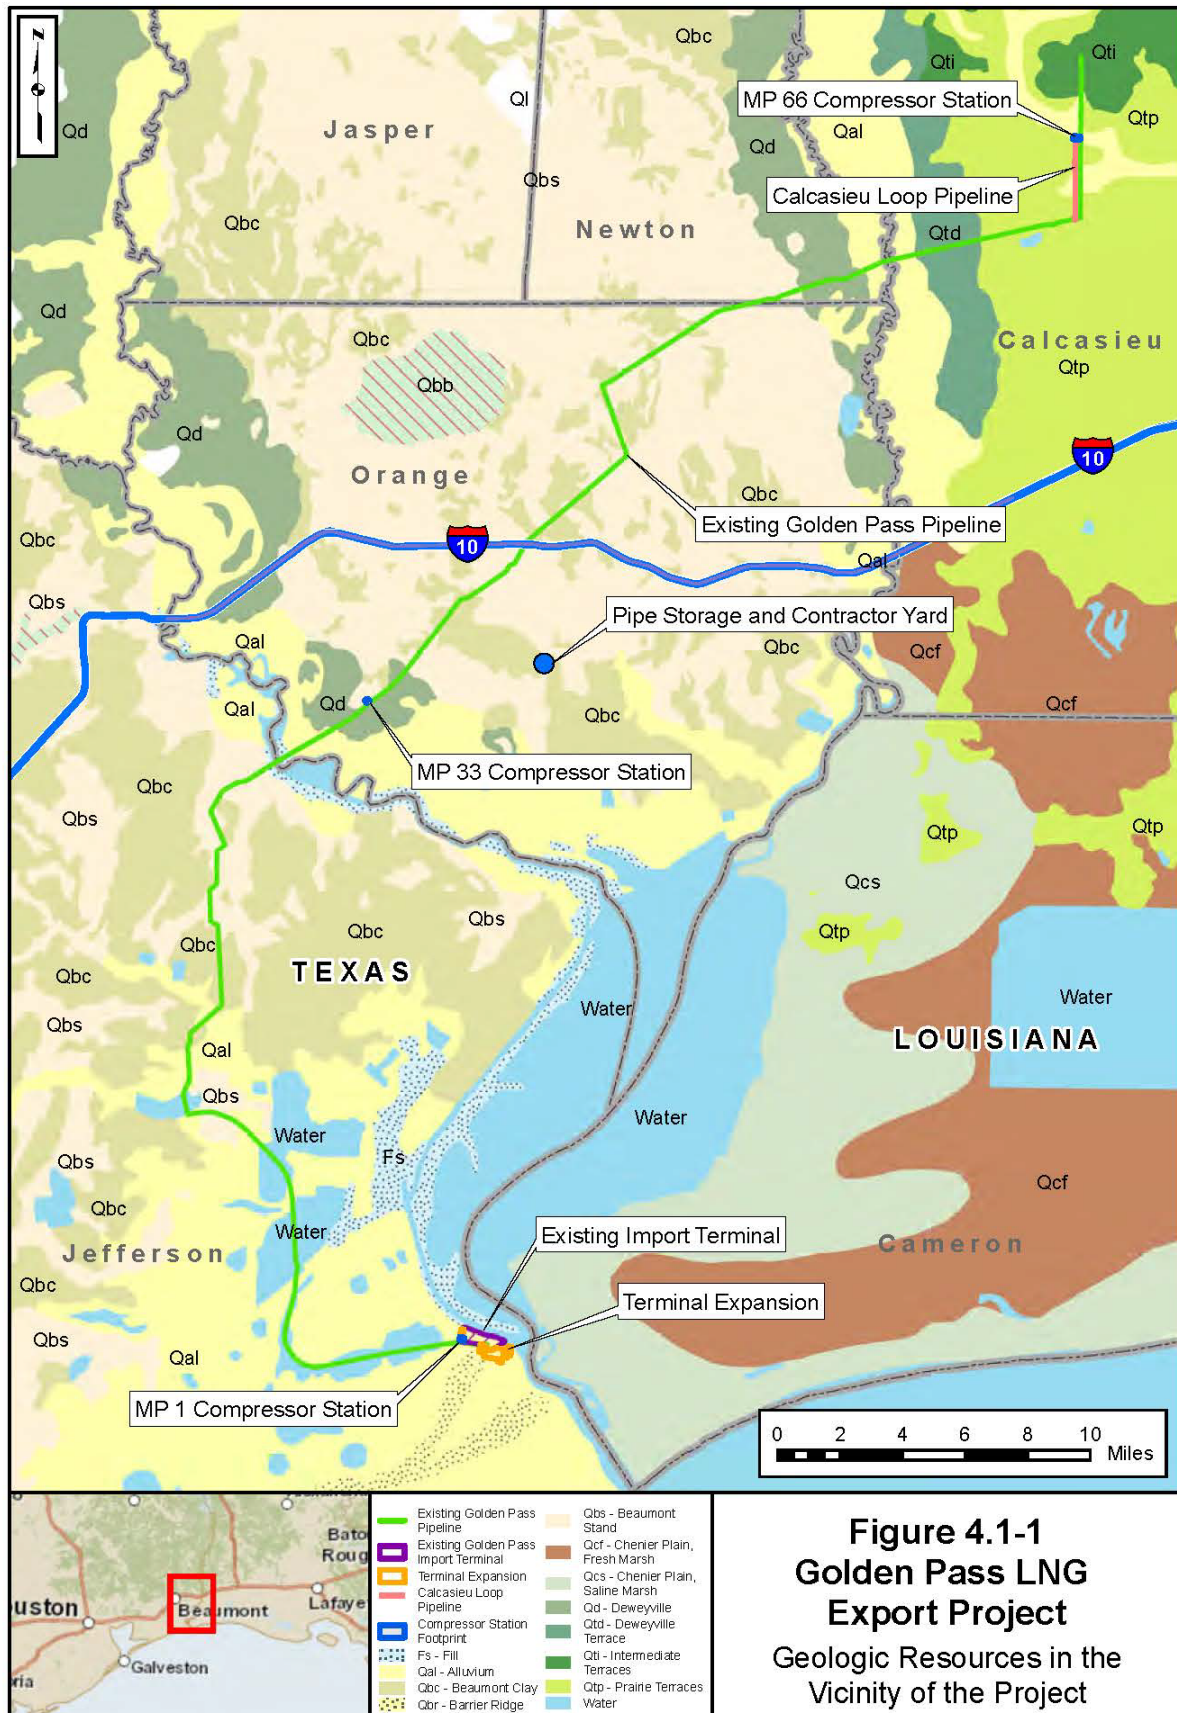 N
Qbc
Qti
Qti
MP 66 Compressor Station
Ql
Qtp
Jasper
Qd
Qd
Qal
Qbs
Calcasieu Loop Pipeline
Qbc
Newton
Qtd
Qd
Qbc
Calcasieu
Qtp
Qbb
Qd
Orange
10
Qbc
Existing Golden Pass Pipeline
Qbc
10
Qal
Qbs
Pipe Storage and Contractor Yard
Qal
Qbc
Qcf
Qd
Qal
Qbc
Qcf
MP 33 Compressor Station
Qbc
Qbs
Qtp
Qtp
Qcs
Qbs
Qbc
Qtp
Qbc
TEXAS
Qbc
Water
Water
Qbs
LOUISIANA
Qal
Qbs
Water
Water
Fs
Qbs
Qcf
Qbc
Water
Existing Import Terminal
Jefferson
Cameron
Qbc
Terminal Expansion
Qbs
Qal
MP 1 Compressor Station
0 2 4 6 8 10
Miles
Bato
Roug
uston
Beaumont
Lafaye
Galveston
ria
Existing Golden Pass
Pipeline
Existing Golden Pass
Import Terminal
Terminal Expansion
Calcasieu Loop
Pipeline
Compressor Station
Footprint
Fs - Fill
Qal - Alluvium
Qbc - Beaumont Clay
Qbr - Barrier Ridge
Qbs - Beaumont
Stand
Qcf - Chenier Plain,
Fresh Marsh
Qcs - Chenier Plain,
Saline Marsh
Qd - Deweyville
Qtd - Deweyville
Terrace
Qti - Intermediate
Terraces
Qtp - Prairie Terraces
Water
Figure 4.1-1
Golden Pass LNG
Export Project
Geologic Resources in the
Vicinity of the Project